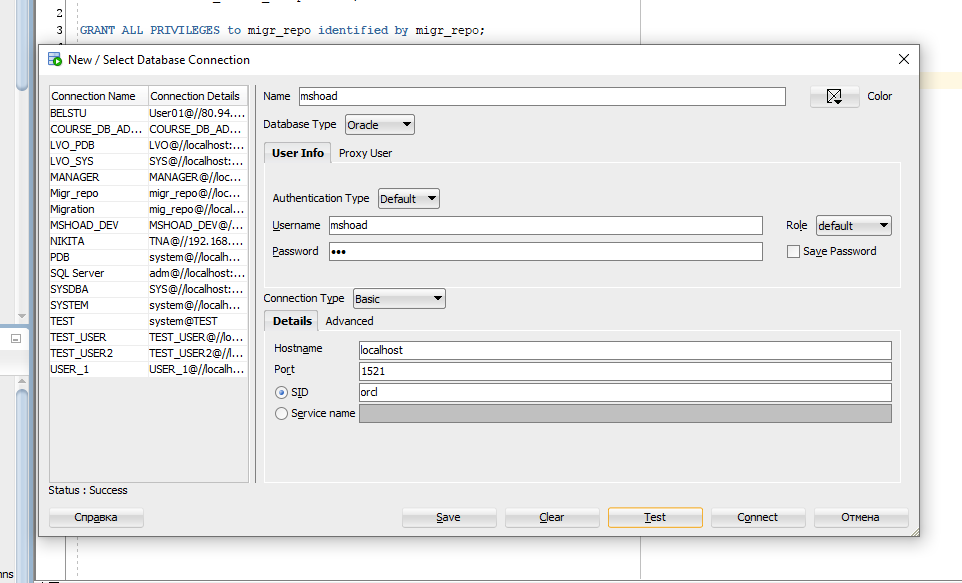 2
3 GRANT ALL PRIVILEGES to migr_repo identified by migr_repo;
New / Select Database Connection
Connection Name Connection Details
BELSTU User01@//80.94....
COURSE_DB_AD... COURSE_DB_AD...
LVO_PDB LVO@//localhost:...
LVO_SYS SYS@//localhost:...
MANAGER MANAGER@//loc...
Migr_repo migr_repo@//loc...
Migration mig_repo@//local...
MSHOAD_DEV MSHOAD_DEV@/...
NIKITA TNA@//192.168....
PDB system@//localh...
SQL Server adm@//localhost:...
SYSDBA SYS@//localhost:...
SYSTEM system@//localh...
TEST system@TEST
TEST_USER TEST_USER@//lo...
TEST_USER2 TEST_USER2@//l...
USER_1 USER_1@//localh...
Name mshoad Color
Database Type Oracle
User Info Proxy User
Authentication Type Default
Username mshoad Role default
Password ••• Save Password
Connection Type Basic
Details Advanced
Hostname localhost
Port 1521
SID orcl
Service name
Status : Success
Справка Save Clear Test Connect Отмена
nns